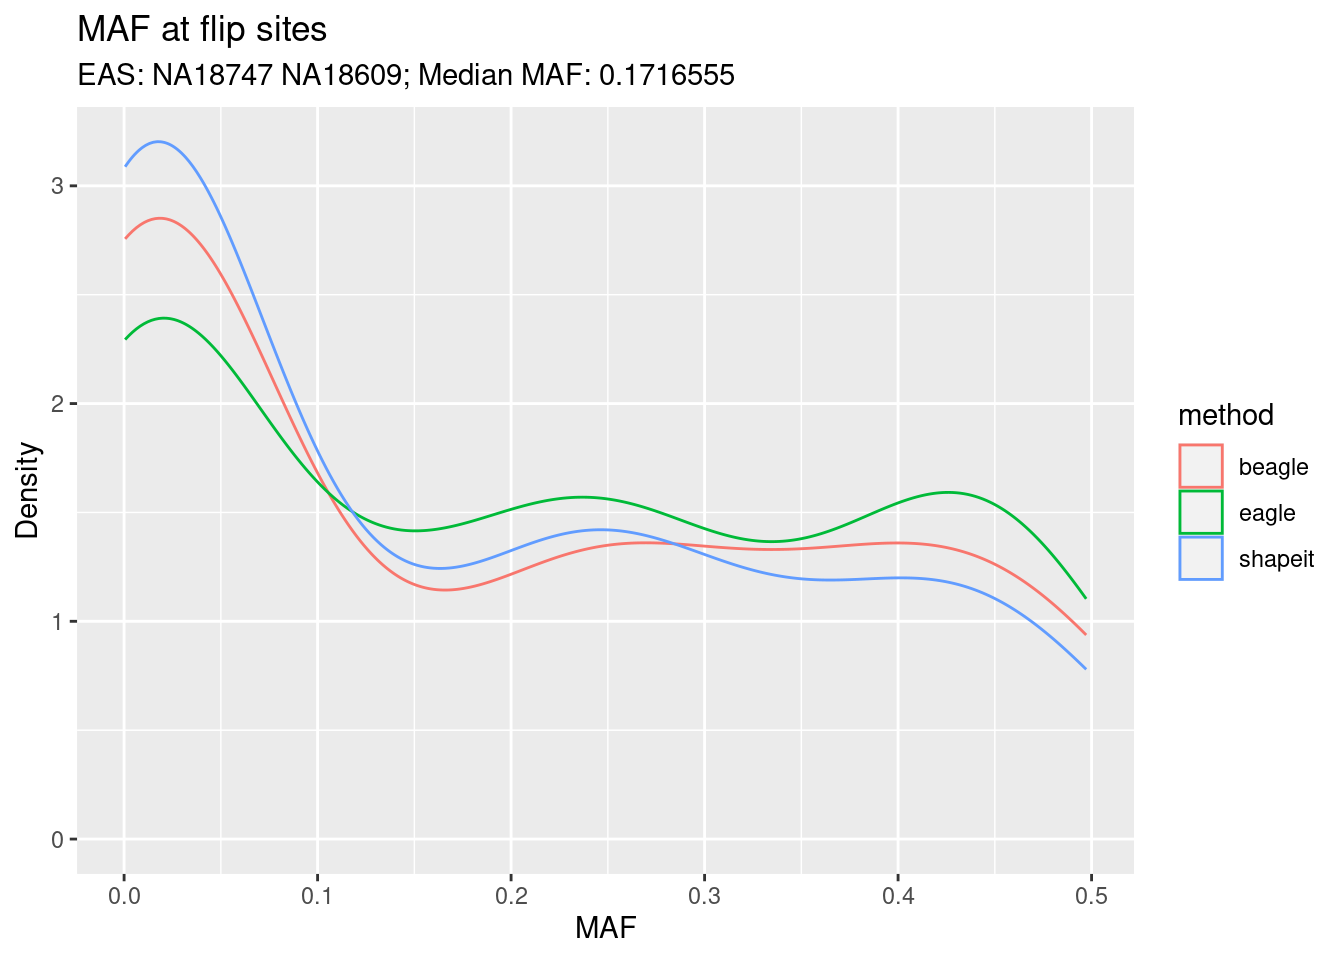 MAF at flip sites
EAS: NA18747 NA18609; Median MAF: 0.1716555
3
2
1
0
Density
0.0 0.1 0.2 0.3 0.4 0.5
MAF
method
beagle
eagle
shapeit